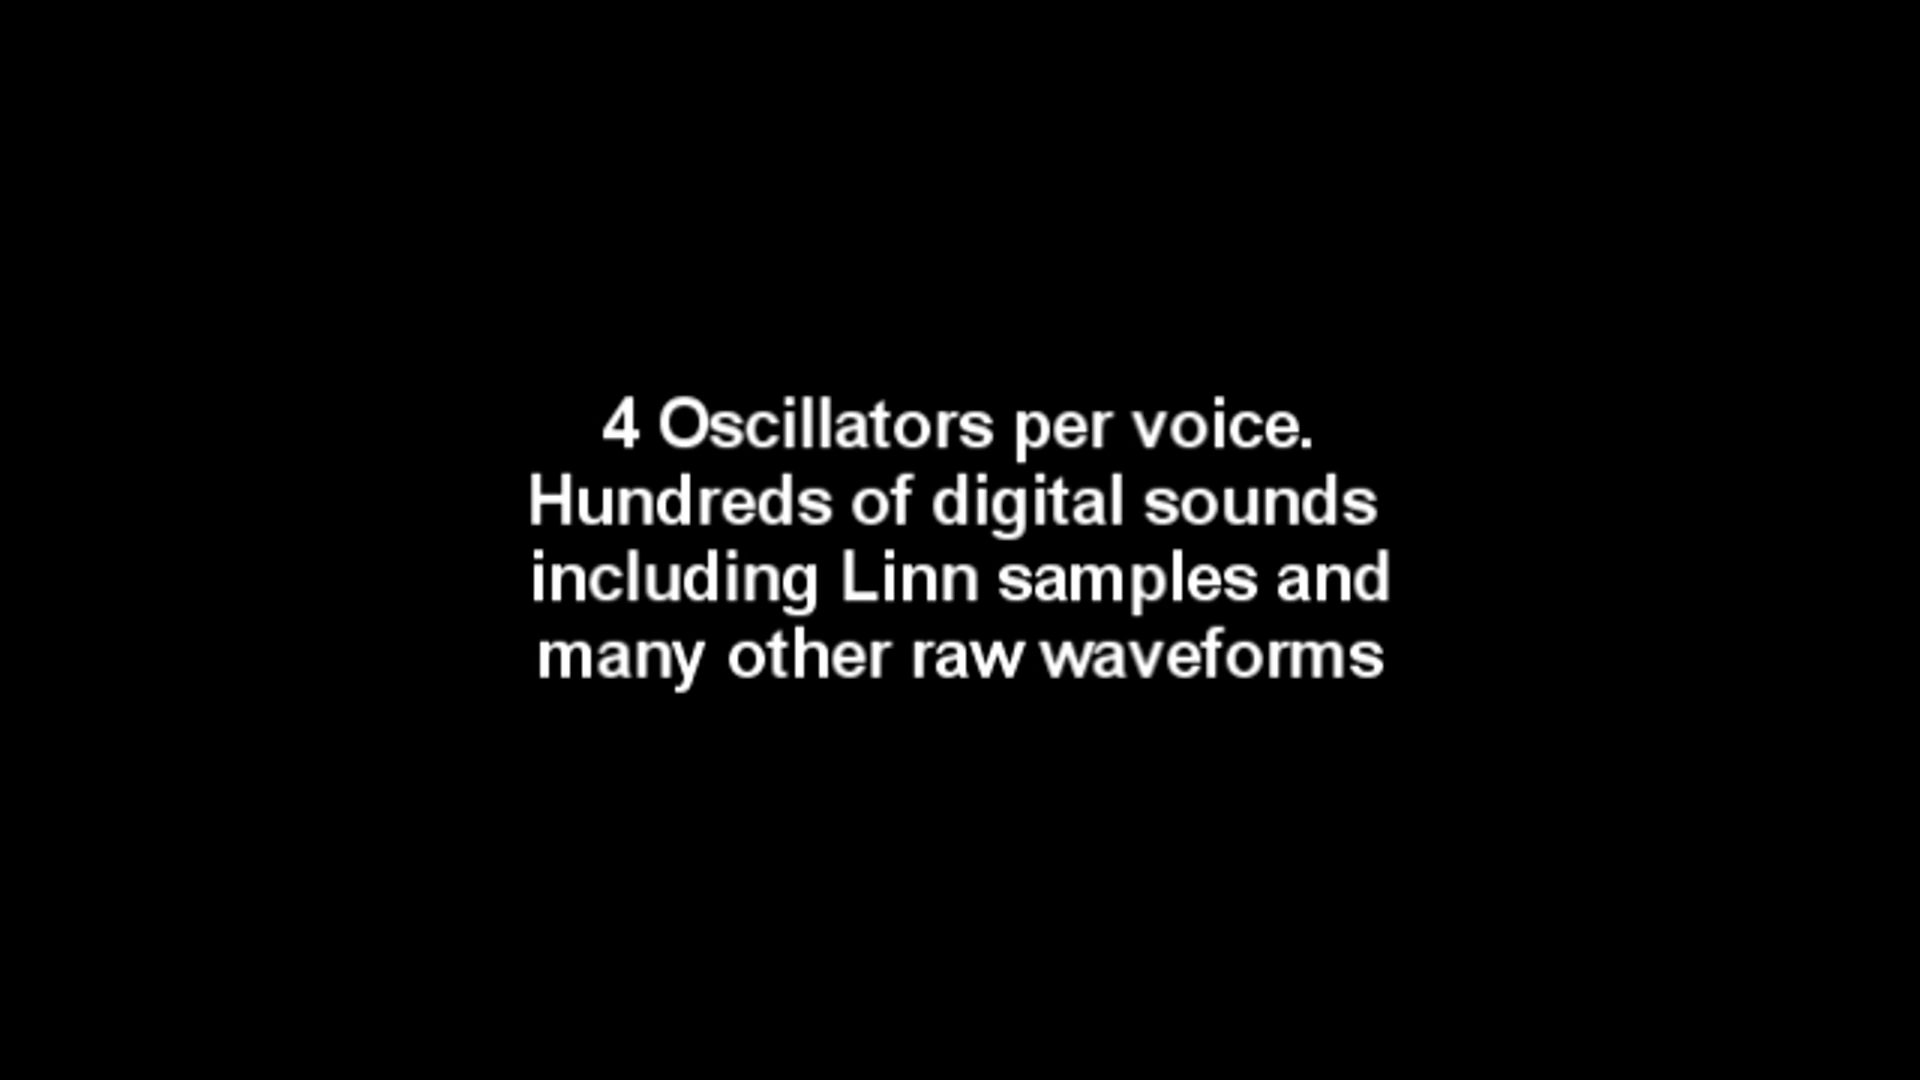 4 Oscillators per voice.
Hundreds of digital sounds
including Linn samples and
many other raw waveforms